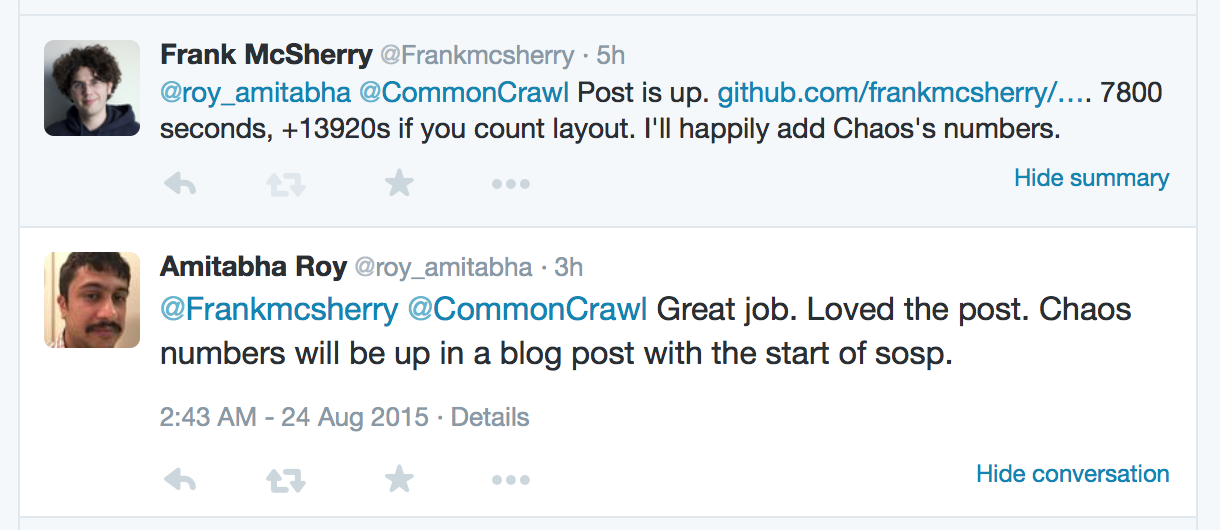 Frank McSherry @Frankmcsherry · 5h
@roy_amitabha @CommonCrawl Post is up. github.com/frankmcsherry/.... 7800
seconds, +13920s if you count layout. I'll happily add Chaos's numbers.
Hide summary
Amitabha Roy @roy_amitabha · 3h
@Frankmcsherry @CommonCrawl Great job. Loved the post. Chaos
numbers will be up in a blog post with the start of sosp.
2:43 AM - 24 Aug 2015 · Details
Hide conversation